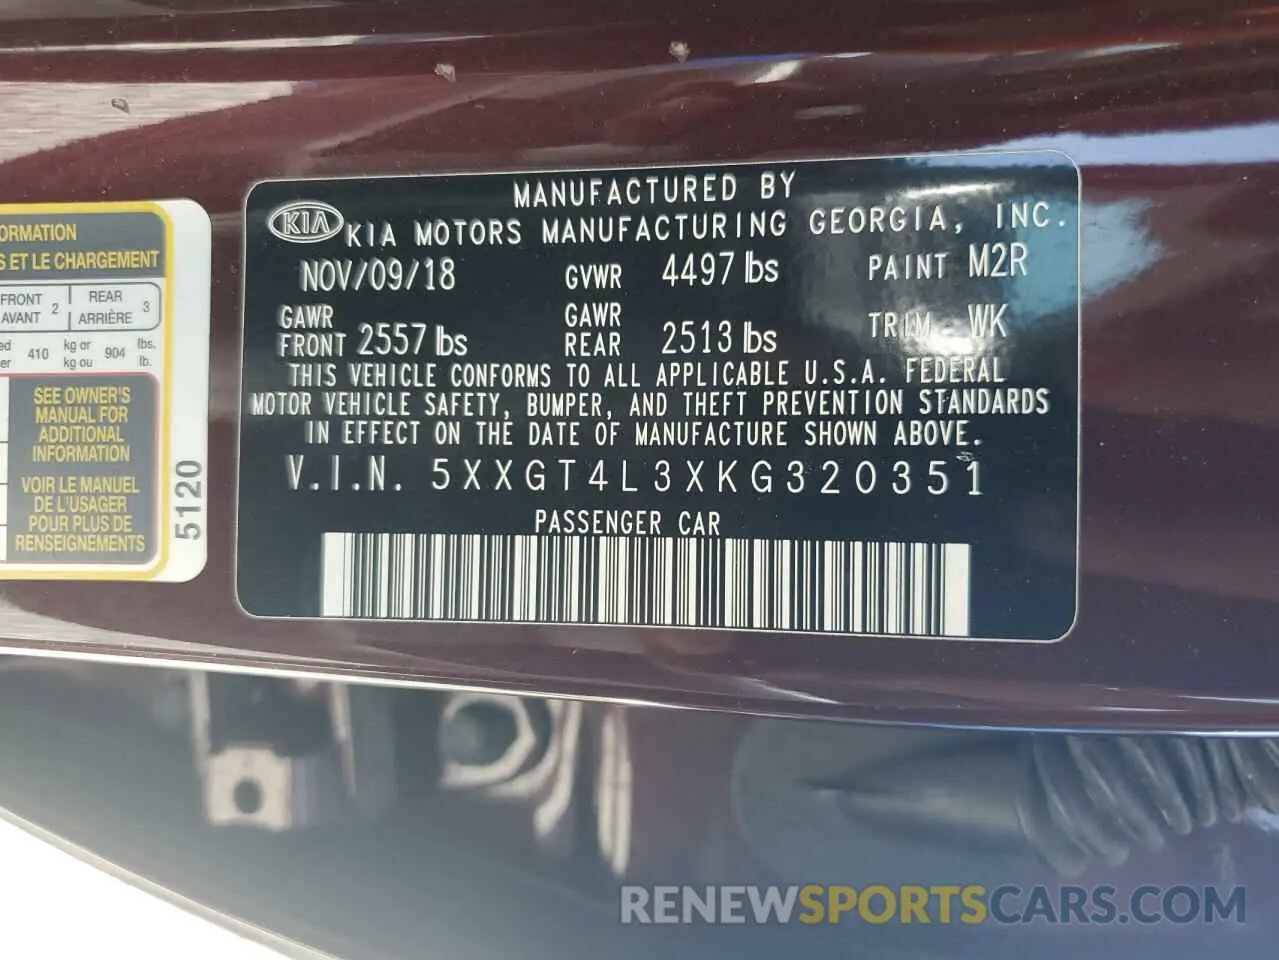 ORMATION
S ET LE CHARGEMENT
FRONT AVANT 2 REAR ARRIÈRE 3
ed er 410 kg or kg ou 904 lbs. lb.
SEE OWNER'S
MANUAL FOR
ADDITIONAL
INFORMATION
VOIR LE MANUEL
DE L'USAGER
POUR PLUS DE
RENSEIGNEMENTS
5120
MANUFACTURED BY
KIA
KIA MOTORS MANUFACTURING GEORGIA, INC.
NOV/09/18 GVWR 4497 lbs PAINT M2R
GAWR FRONT 2557 lbs GAWR REAR 2513 lbs TRIM WK
THIS VEHICLE CONFORMS TO ALL APPLICABLE U.S.A. FEDERAL
MOTOR VEHICLE SAFETY, BUMPER, AND THEFT PREVENTION STANDARDS
IN EFFECT ON THE DATE OF MANUFACTURE SHOWN ABOVE.
V.I.N. 5XXGT4L3XKG320351
PASSENGER CAR
RENEWSPORTSCARS.COM